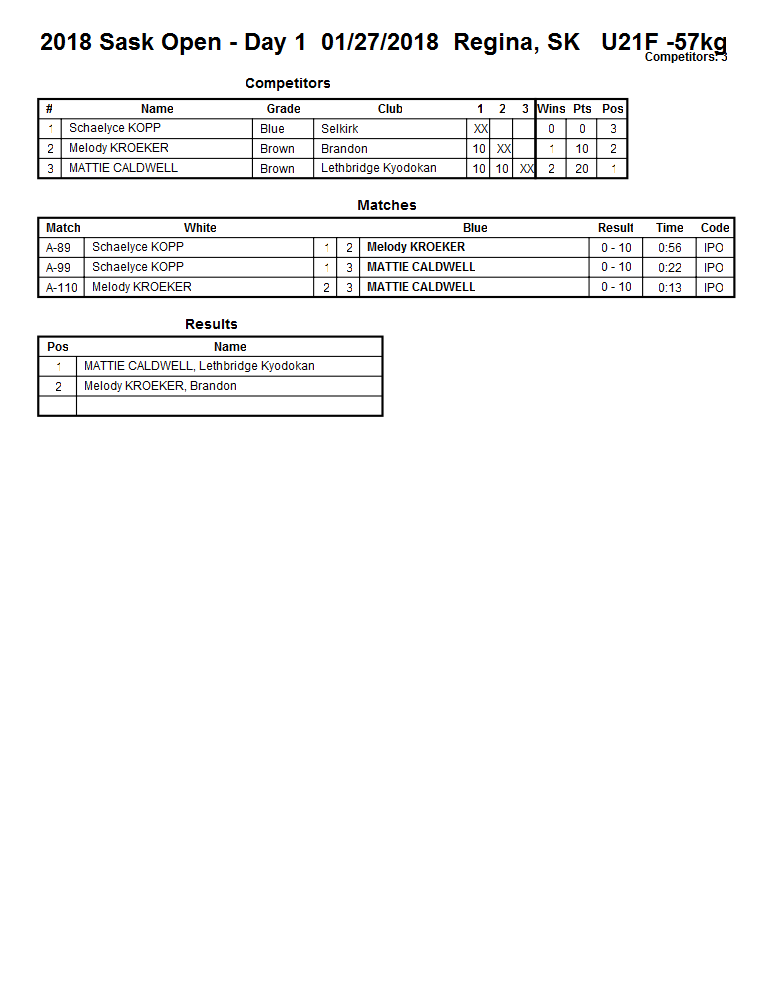 2018 Sask Open - Day 1 01/27/2018 Regina, SK U21F -57kg
Competitors: 3
Competitors
# Name Grade Club 1 2 3 Wins Pts Pos
1 Schaelyce KOPP Blue Selkirk XX 0 0 3
2 Melody KROEKER Brown Brandon 10 XX 1 10 2
3 MATTIE CALDWELL Brown Lethbridge Kyodokan 10 10 XX 2 20 1
Matches
Match White Blue Result Time Code
A-89 Schaelyce KOPP 1 2 Melody KROEKER 0 - 10 0:56 IPO
A-99 Schaelyce KOPP 1 3 MATTIE CALDWELL 0 - 10 0:22 IPO
A-110 Melody KROEKER 2 3 MATTIE CALDWELL 0 - 10 0:13 IPO
Results
Pos Name
1 MATTIE CALDWELL, Lethbridge Kyodokan
2 Melody KROEKER, Brandon